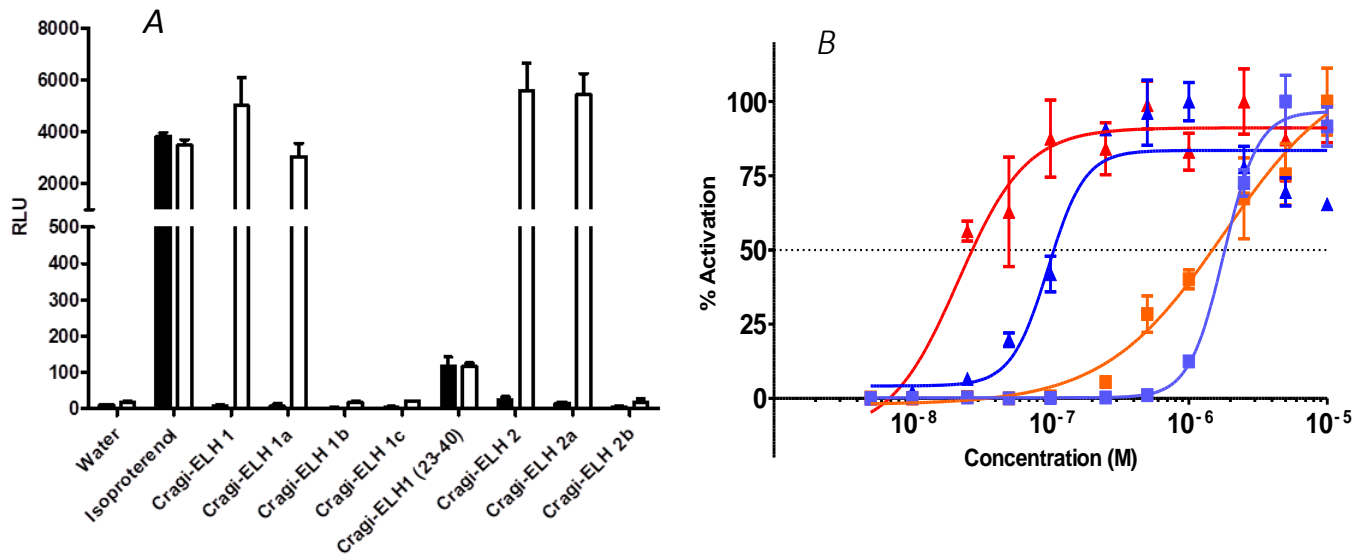 A
8000
6000
4000
2000
500
400
300
200
100
0
RLU
Water
Isoproterenol
Cragi-ELH 1
Cragi-ELH 1a
Cragi-ELH 1b
Cragi-ELH 1c
Cragi-ELH1 (23-40)
Cragi-ELH 2
Cragi-ELH 2a
Cragi-ELH 2b
B
100
75
50
25
0
% Activation
10-8
10-7
10-6
10-5
Concentration (M)